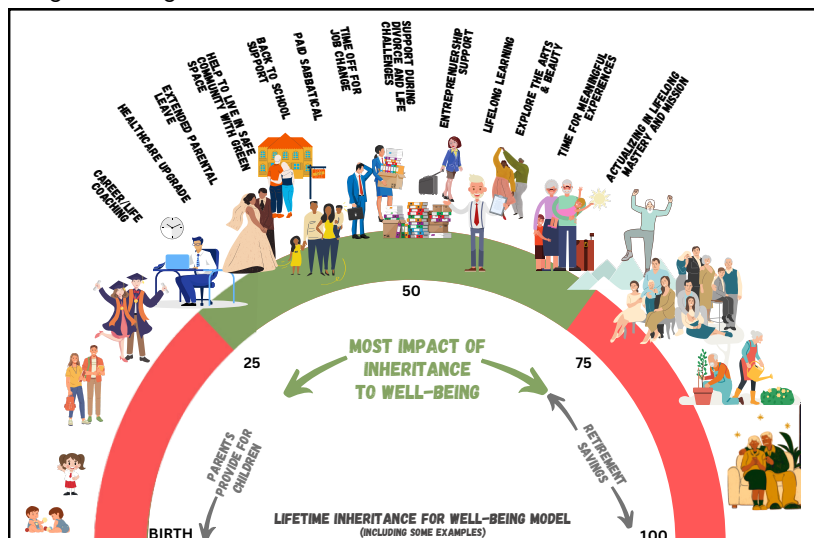 CAREER/LIFE
COACHING
HEALTHCARE UPGRADE
EXTENDED PARENTAL
LEAVE
HELP TO LIVE IN SAFE
COMMUNITY WITH GREEN
SPACE
BACK TO SCHOOL
SUPPORT
PAID SABBATICAL
TIME OFF FOR
JOB CHANGE
SUPPORT DURING
DIVORCE AND LIFE
CHALLENGES
ENTREPRENUERSHIP
SUPPORT
LIFELONG LEARNING
EXPLORE THE ARTS
& BEAUTY
TIME FOR MEANINGFUL
EXPERIENCES
ACTUALIZING IN LIFELONG
MASTERY AND MISSION
50
25
75
MOST IMPACT OF
INHERITANCE
TO WELL-BEING
PARENTS
PROVIDE FOR
CHILDREN
RETIREMENT
SAVINGS
LIFETIME INHERITANCE FOR WELL-BEING MODEL
(INCLUDING SOME EXAMPLES)
BIRTH
100